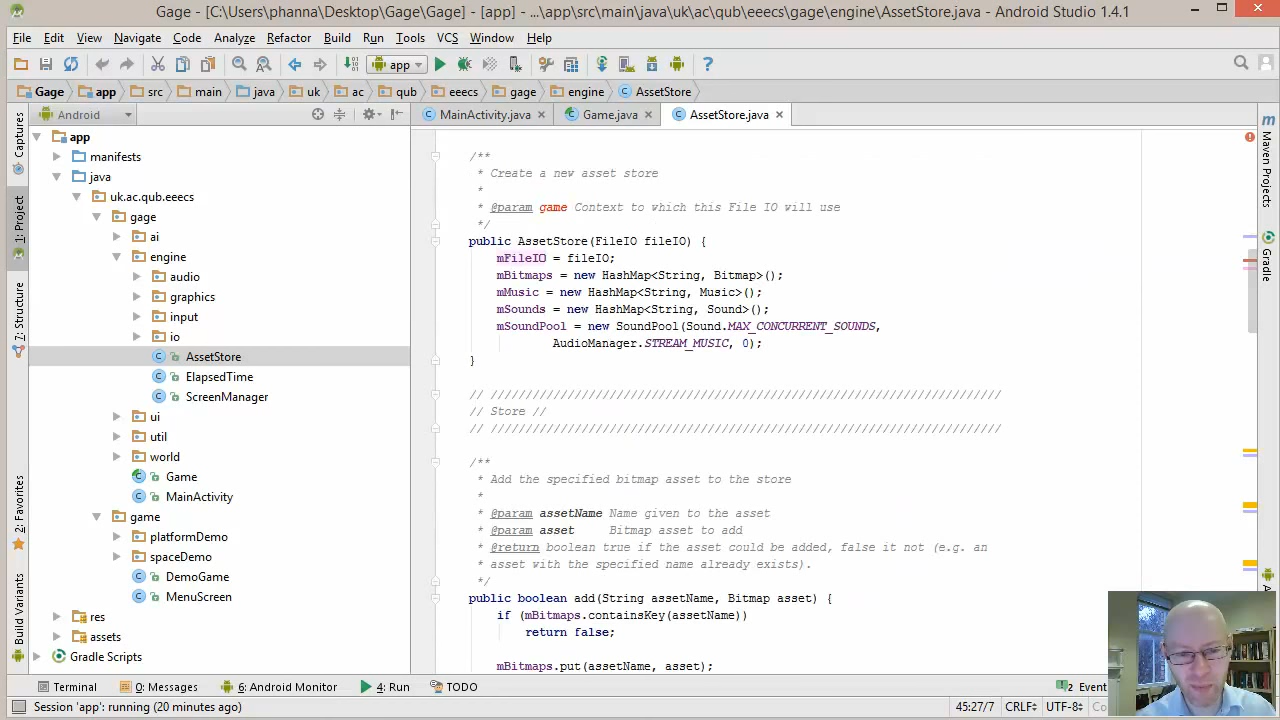 Gage - [C:\Users\phanna\Desktop\Gage\Gage] - [app] - ...\app\src\main\java\uk\ac\qub\eeecs\gage\engine\AssetStore.java - Android Studio 1.4.1
File Edit View Navigate Code Analyze Refactor Build Run Tools VCS Window Help
app
Gage app src main java uk ac qub eeecs gage engine AssetStore
Android
MainActivity.java Game.java AssetStore.java
Captures
1: Project
7: Structure
2: Favorites
Build Variants
app
manifests
java
uk.ac.qub.eeecs
gage
ai
engine
audio
graphics
input
io
AssetStore
ElapsedTime
ScreenManager
ui
util
world
Game
MainActivity
game
platformDemo
spaceDemo
DemoGame
MenuScreen
res
assets
Gradle Scripts
/**
* Create a new asset store
*
* @param game Context to which this File IO will use
*/
public AssetStore(FileIO fileIO) {
mFileIO = fileIO;
mBitmaps = new HashMap<String, Bitmap>();
mMusic = new HashMap<String, Music>();
mSounds = new HashMap<String, Sound>();
mSoundPool = new SoundPool(Sound.MAX_CONCURRENT_SOUNDS,
AudioManager.STREAM_MUSIC, 0);
}
// /////////////////////////////////////////////////////////////////////////
// Store //
// /////////////////////////////////////////////////////////////////////////
/**
* Add the specified bitmap asset to the store
*
* @param assetName Name given to the asset
* @param asset Bitmap asset to add
* @return boolean true if the asset could be added, false it not (e.g. an
* asset with the specified name already exists).
*/
public boolean add(String assetName, Bitmap asset) {
if (mBitmaps.containsKey(assetName))
return false;
mBitmaps.put(assetName, asset);
Maven Projects
Gradle
Terminal 0: Messages 6: Android Monitor 4: Run TODO 2 Event
Session 'app': running (20 minutes ago) 45:27/7 CRLF UTF-8